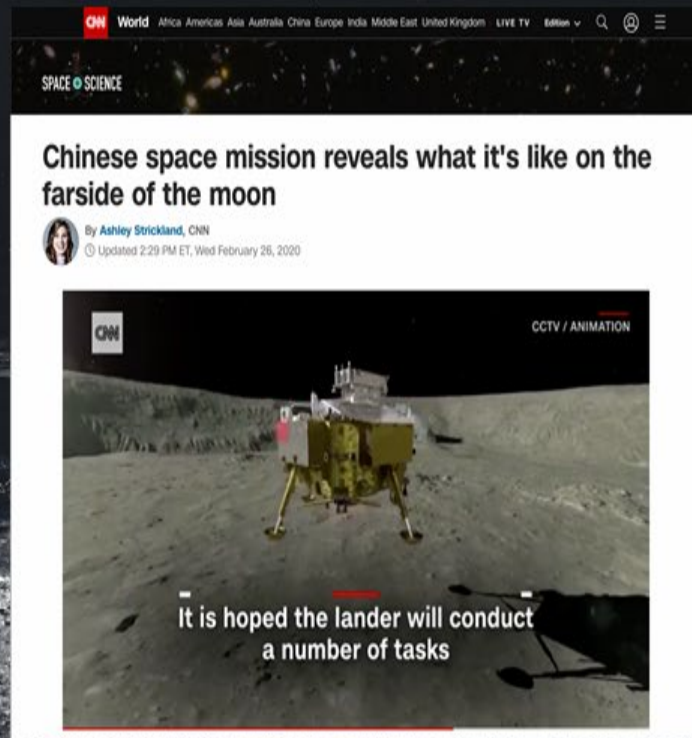 CNN World Africa Americas Asia Australia China Europe India Middle East United Kingdom LIVE TV Edition
SPACE SCIENCE
Chinese space mission reveals what it's like on the
farside of the moon
By Ashley Strickland, CNN
Updated 2:29 PM ET, Wed February 26, 2020
CNN
CCTV / ANIMATION
It is hoped the lander will conduct
a number of tasks